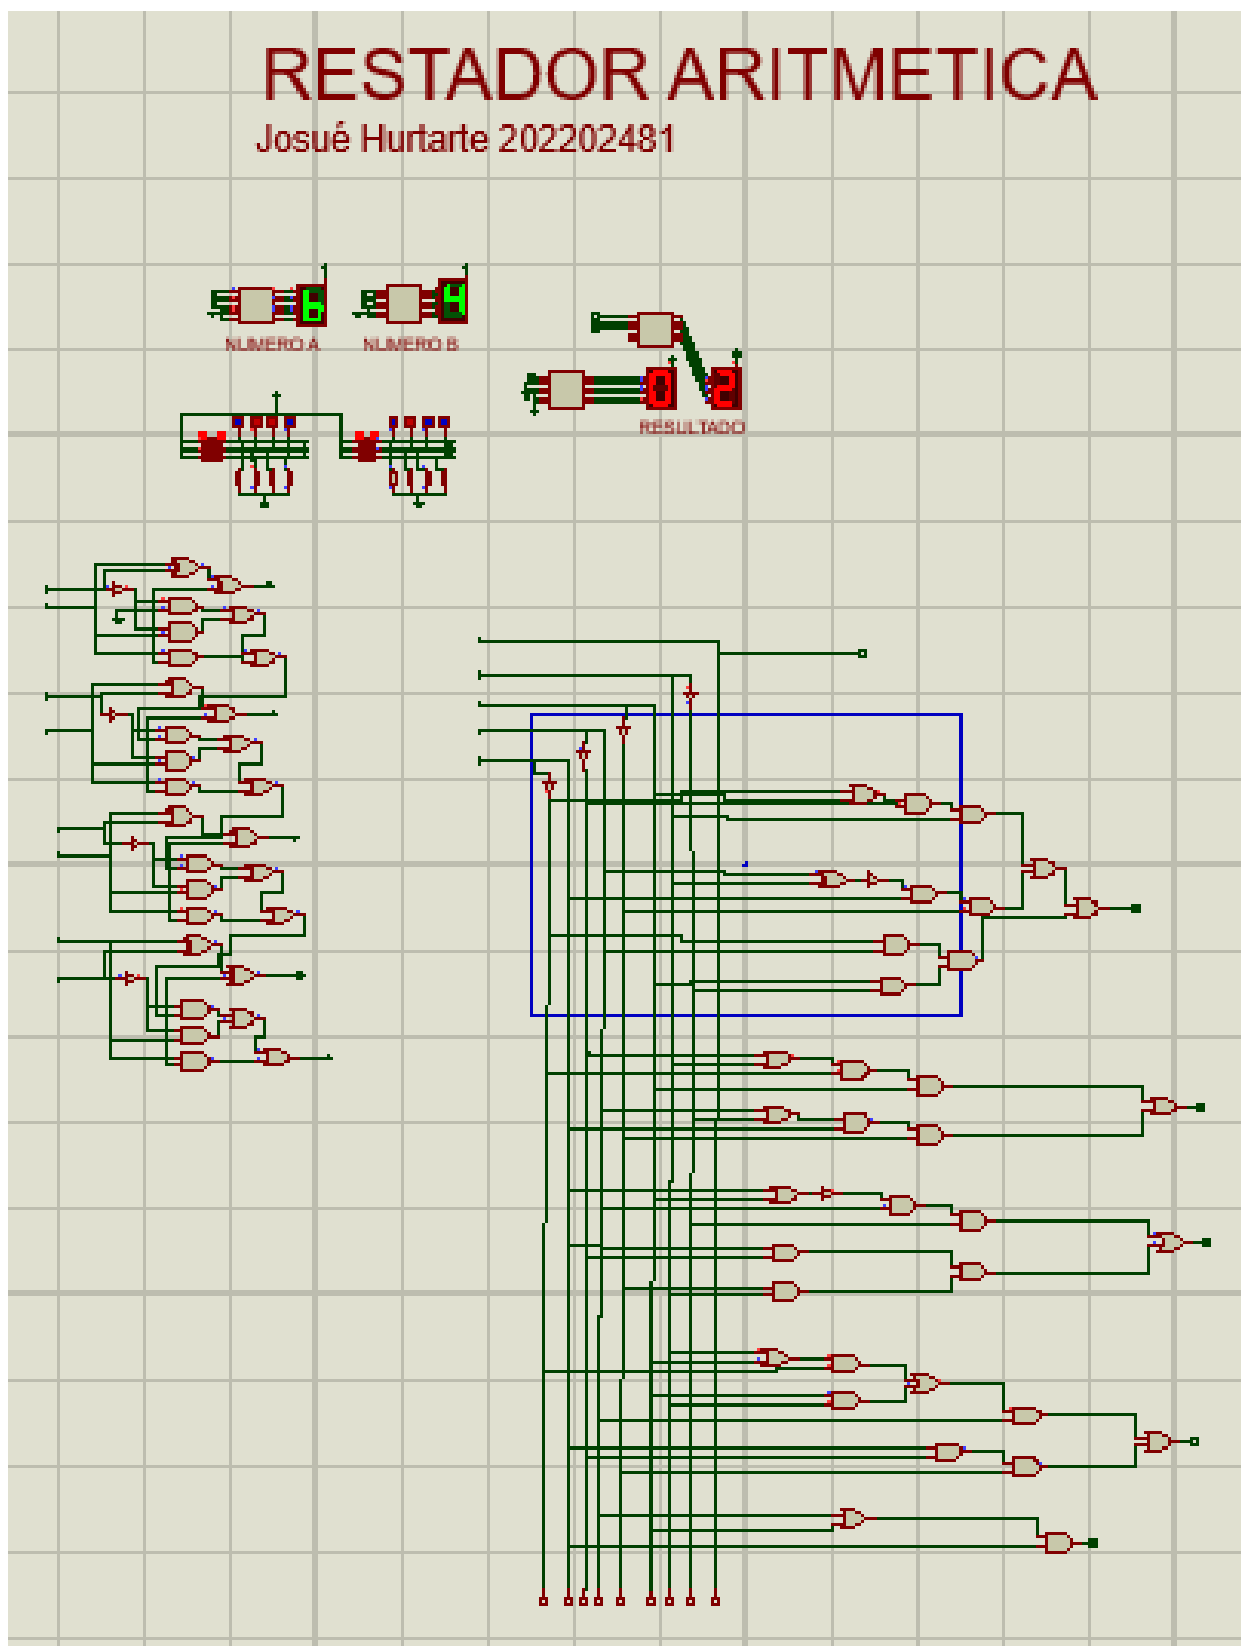 RESTADOR ARITMETICA
Josué Hurtarte 202202481
NUMERO A
NUMERO B
RESULTADO